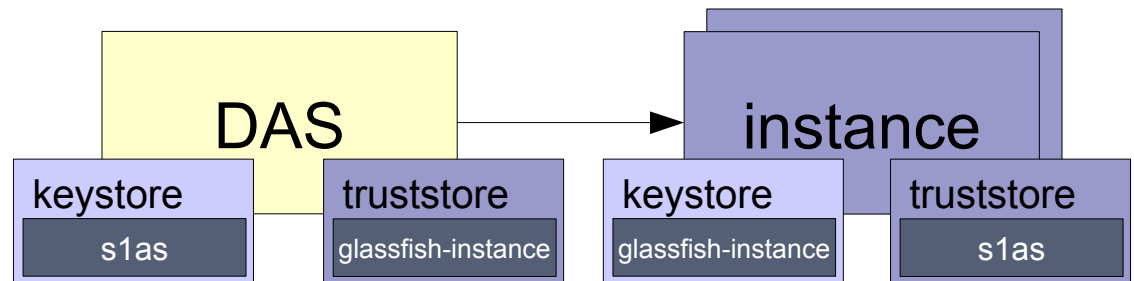 DAS
instance
keystore
truststore
keystore
truststore
s1as
glassfish-instance
glassfish-instance
s1as